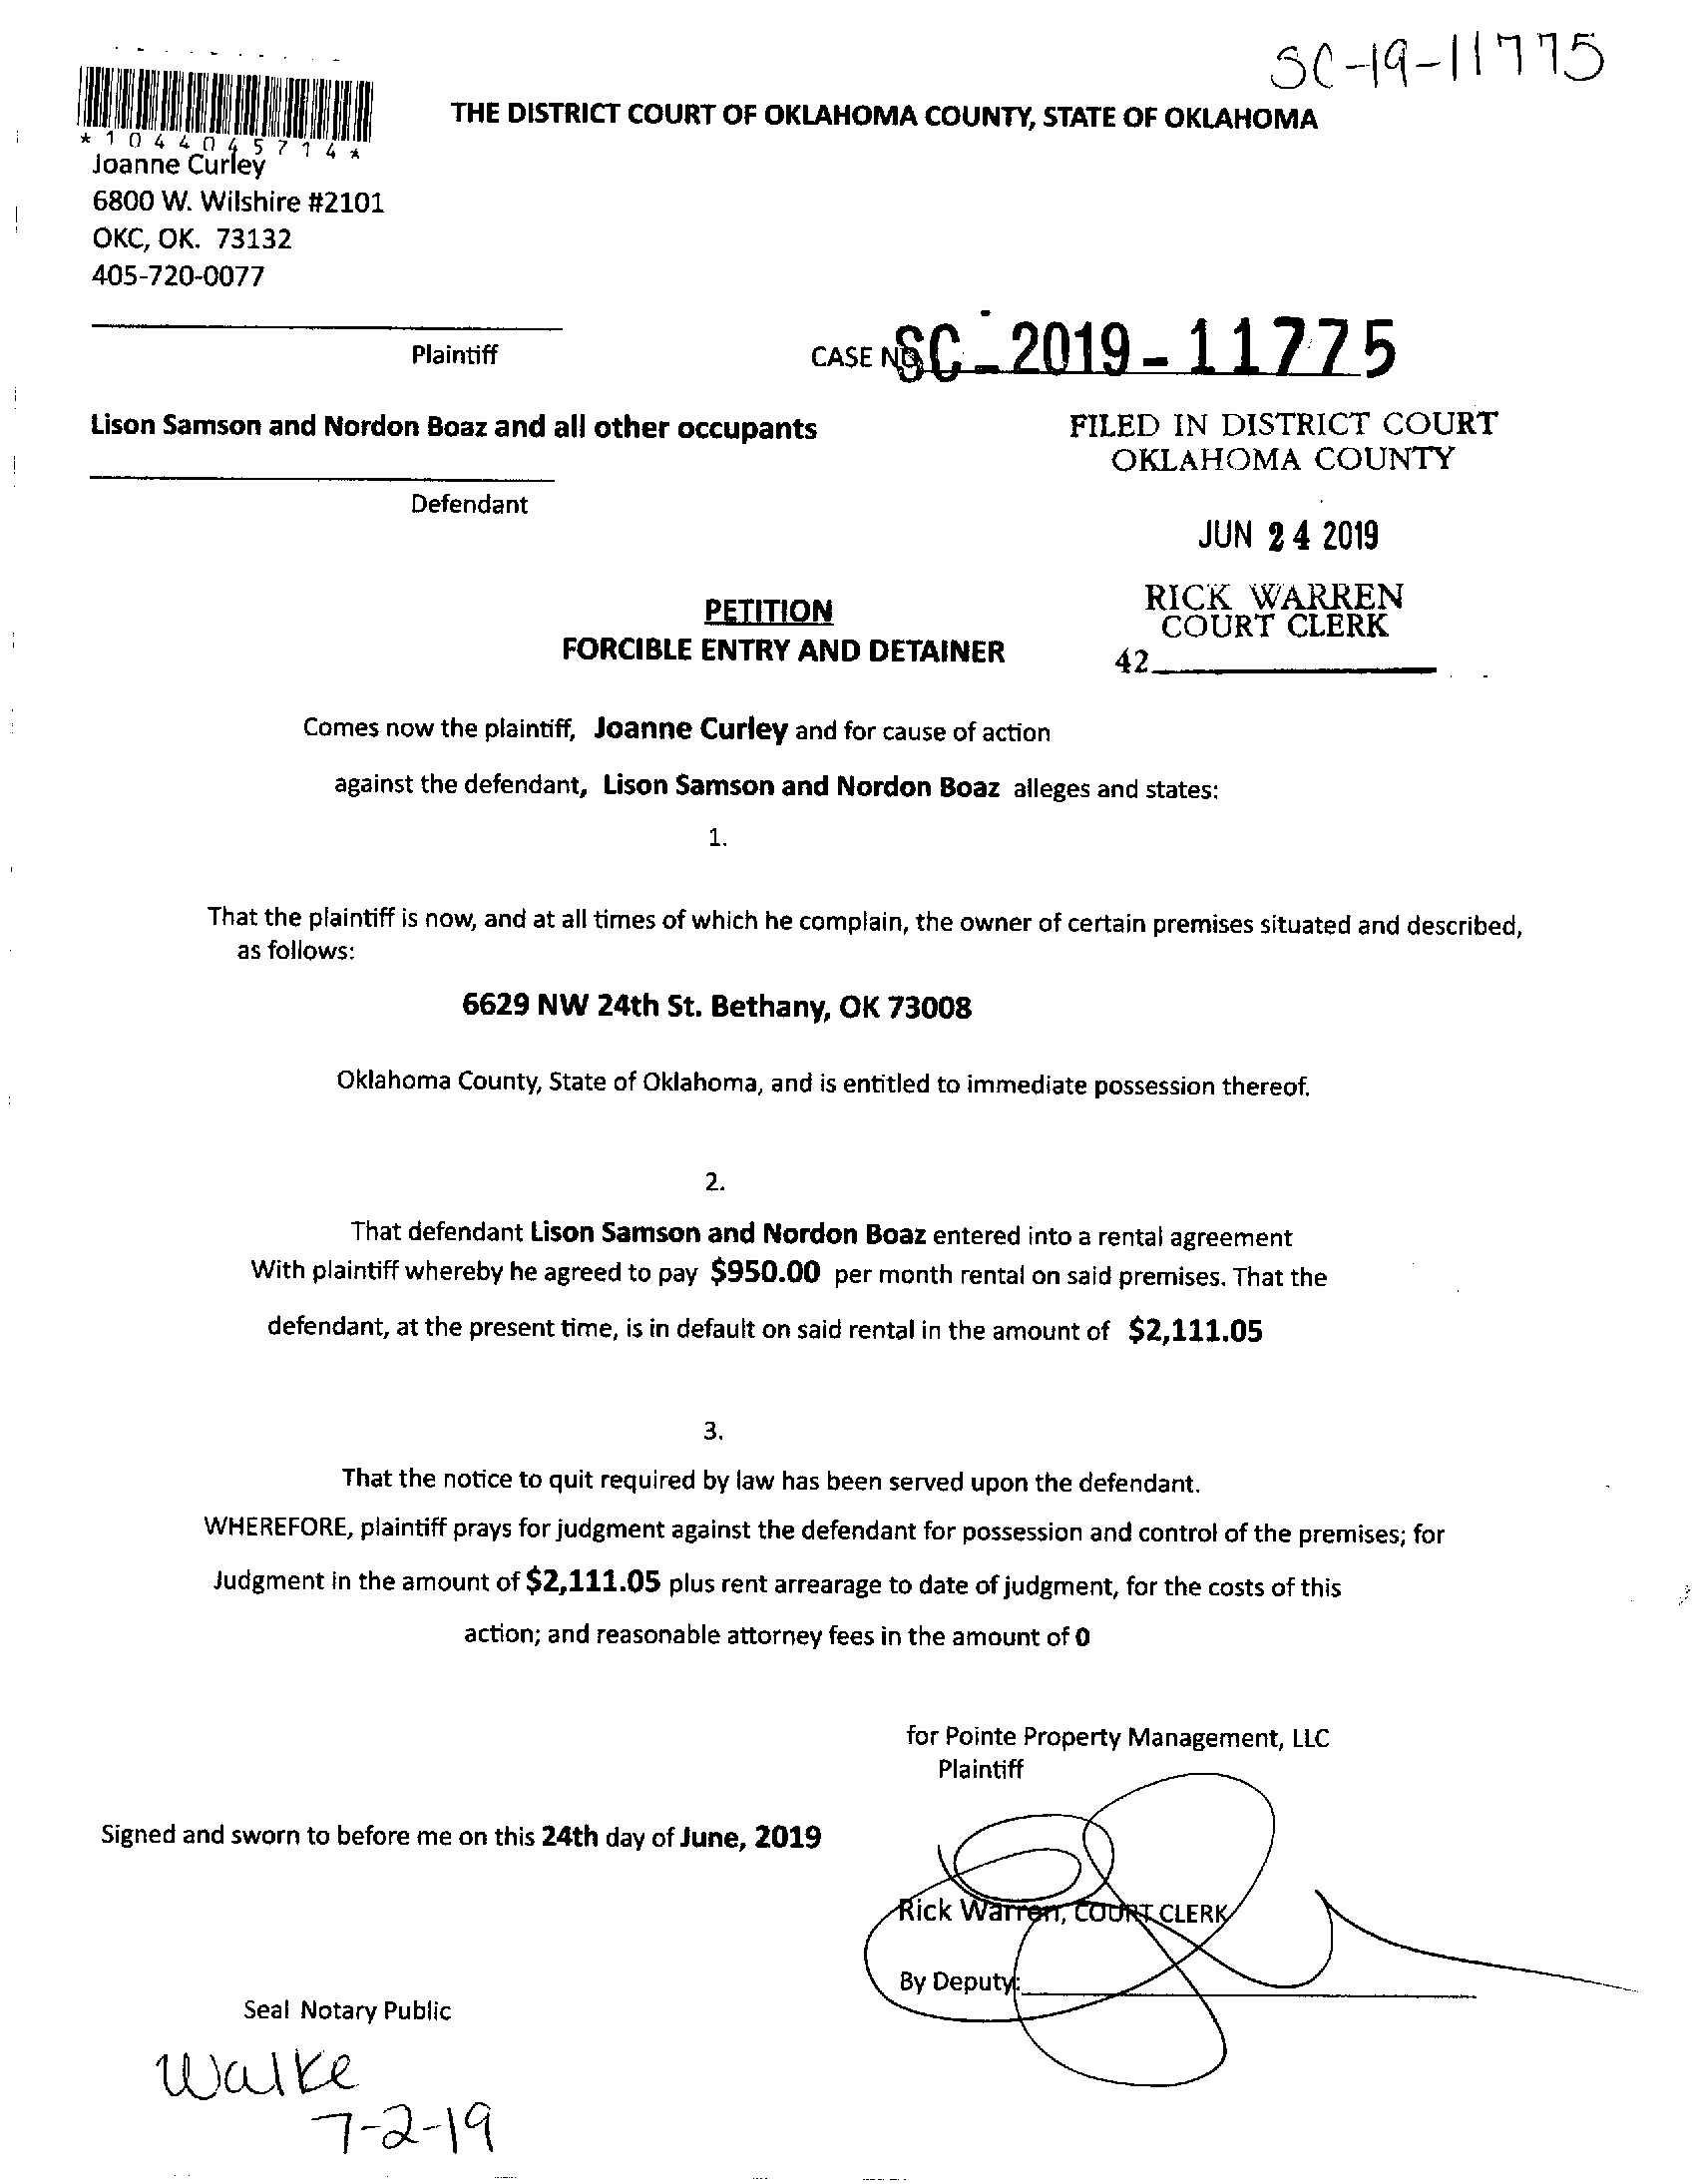 SC-19-11775
THE DISTRICT COURT OF OKLAHOMA COUNTY, STATE OF OKLAHOMA
* 1 0 4 4 0 4 5 7 1 4 *
Joanne Curley
6800 W. Wilshire #2101
OKC, OK.  73132
405-720-0077
Plaintiff
CASE NO SC - 2019 - 11775
Lison Samson and Nordon Boaz and all other occupants
FILED IN DISTRICT COURT
OKLAHOMA COUNTY
Defendant
JUN 24 2019
PETITION
FORCIBLE ENTRY AND DETAINER
RICK WARREN
COURT CLERK
42
Comes now the plaintiff,  Joanne Curley and for cause of action
against the defendant,  Lison Samson and Nordon Boaz  alleges and states:
1.
That the plaintiff is now, and at all times of which he complain, the owner of certain premises situated and described,
as follows:
6629 NW 24th St. Bethany, OK 73008
Oklahoma County, State of Oklahoma, and is entitled to immediate possession thereof.
2.
That defendant Lison Samson and Nordon Boaz entered into a rental agreement
With plaintiff whereby he agreed to pay  $950.00  per month rental on said premises. That the
defendant, at the present time, is in default on said rental in the amount of  $2,111.05
3.
That the notice to quit required by law has been served upon the defendant.
WHEREFORE, plaintiff prays for judgment against the defendant for possession and control of the premises; for
Judgment in the amount of $2,111.05 plus rent arrearage to date of judgment, for the costs of this
action; and reasonable attorney fees in the amount of 0
for Pointe Property Management, LLC
Plaintiff
Signed and sworn to before me on this 24th day of June, 2019
Rick Warren, COURT CLERK
By Deputy:
Seal  Notary Public
Walke
7-2-19